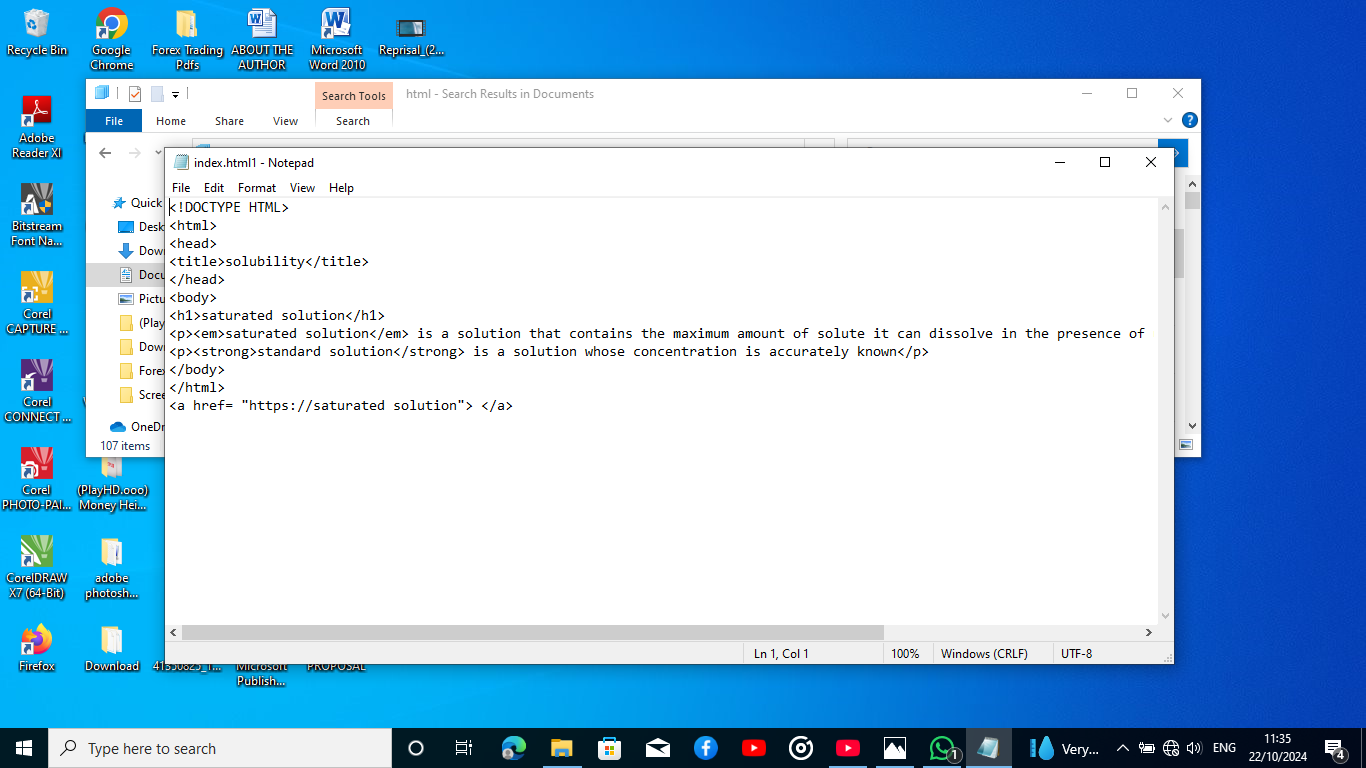 Recycle Bin
Google
Chrome
Forex Trading
Pdfs
ABOUT THE
AUTHOR
Microsoft
Word 2010
Reprisal_(2...
Adobe
Reader XI
Bitstream
Font Na...
Corel
CAPTURE ...
Corel
CONNECT ...
Corel
PHOTO-PAI...
(PlayHD.ooo)
Money Hei...
CorelDRAW
X7 (64-Bit)
adobe
photosh...
Firefox
Download
Microsoft
Publish...
PROPOSAL
Search Tools
html - Search Results in Documents
File
Home
Share
View
Search
Quick
Desk
Dow
Docu
Pictu
(Play
Dow
Forex
Scree
OneDr
107 items
index.html1 - Notepad
File Edit Format View Help
<!DOCTYPE HTML>
<html>
<head>
<title>solubility</title>
</head>
<body>
<h1>saturated solution</h1>
<p><em>saturated solution</em> is a solution that contains the maximum amount of solute it can dissolve in the presence of
<p><strong>standard solution</strong> is a solution whose concentration is accurately known</p>
</body>
</html>
<a href= "https://saturated solution"> </a>
Ln 1, Col 1
100%
Windows (CRLF)
UTF-8
Type here to search
1
Very...
ENG
11:35
22/10/2024
4